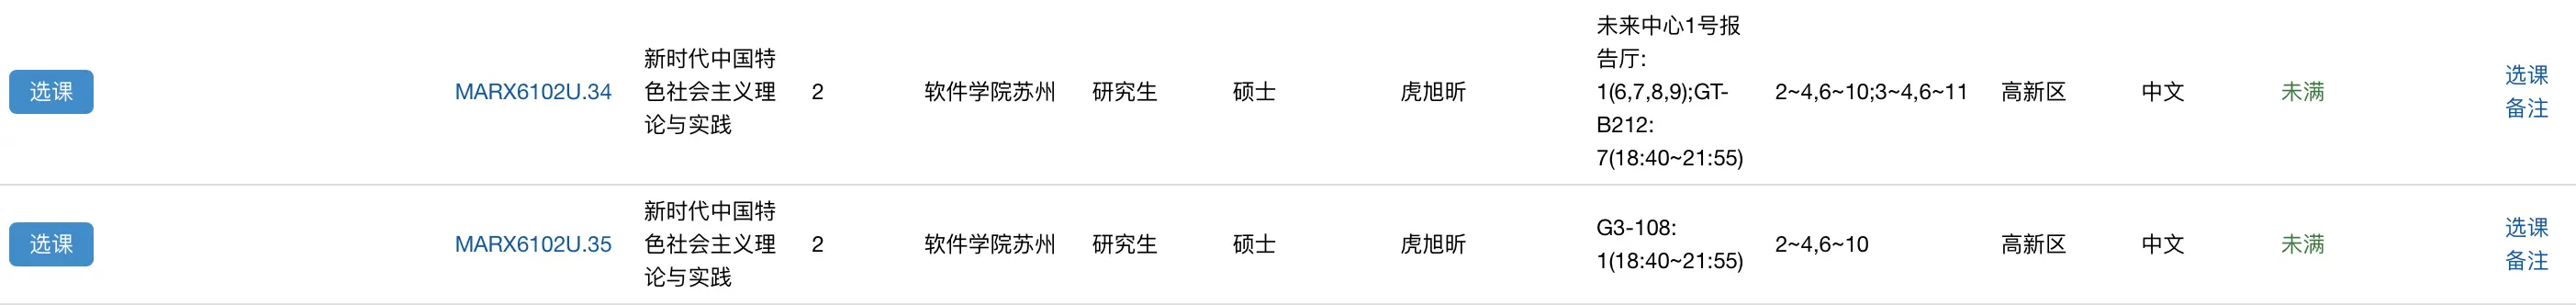 选课
MARX6102U.34
新时代中国特
色社会主义理
论与实践
2
软件学院苏州
研究生
硕士
虎旭昕
未来中心1号报
告厅:
1(6,7,8,9);GT-
B212:
7(18:40~21:55)
2~4,6~10;3~4,6~11
高新区
中文
未满
选课
备注
选课
MARX6102U.35
新时代中国特
色社会主义理
论与实践
2
软件学院苏州
研究生
硕士
虎旭昕
G3-108:
1(18:40~21:55)
2~4,6~10
高新区
中文
未满
选课
备注